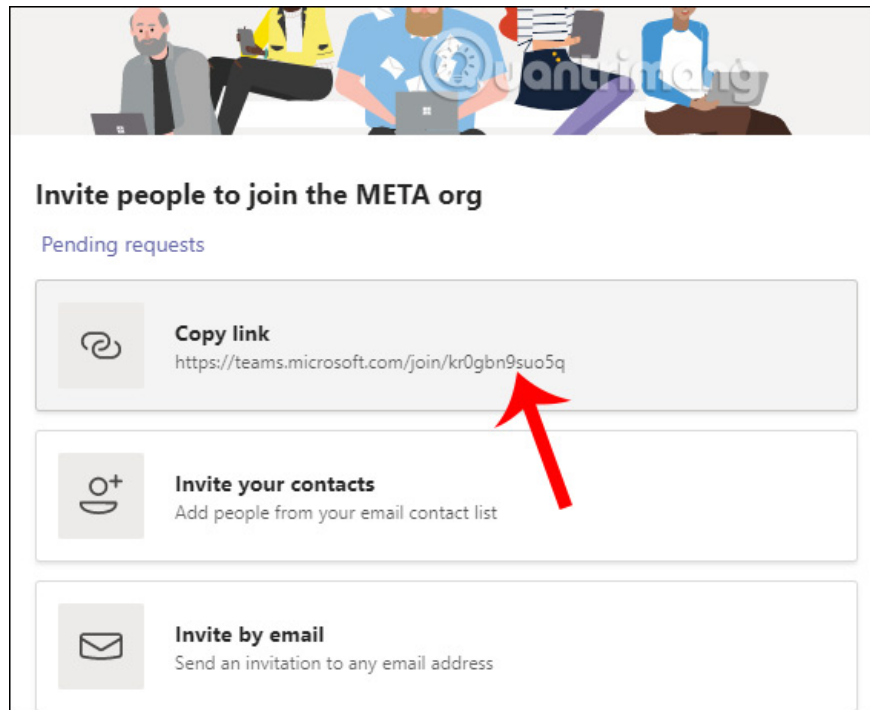 Quantrimang
Invite people to join the META org
Pending requests
Copy link
https://teams.microsoft.com/join/kr0gbn9suo5q
Invite your contacts
Add people from your email contact list
Invite by email
Send an invitation to any email address